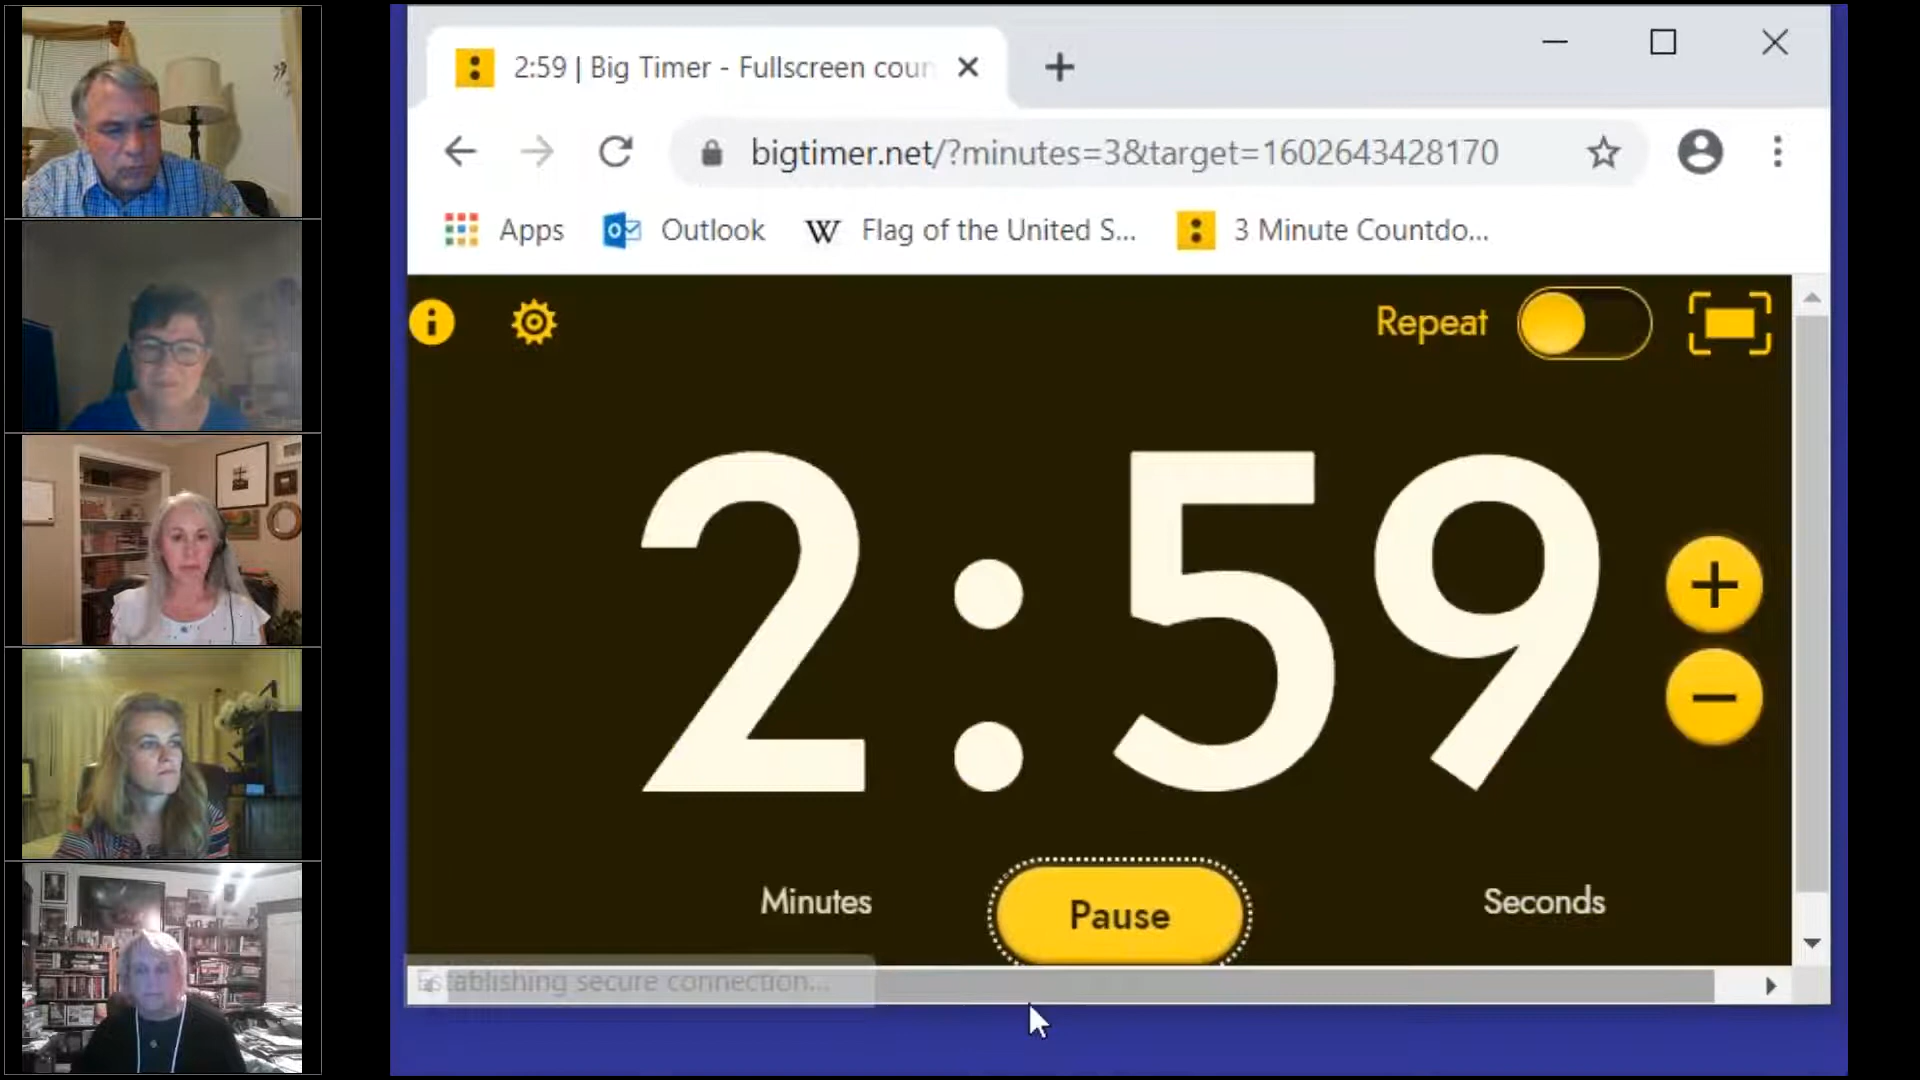 2:59 | Big Timer - Fullscreen coun
bigtimer.net/?minutes=3&target=1602643428170
Apps Outlook W Flag of the United S... 3 Minute Countdo...
Repeat
2:59
Minutes Pause Seconds
Establishing secure connection...